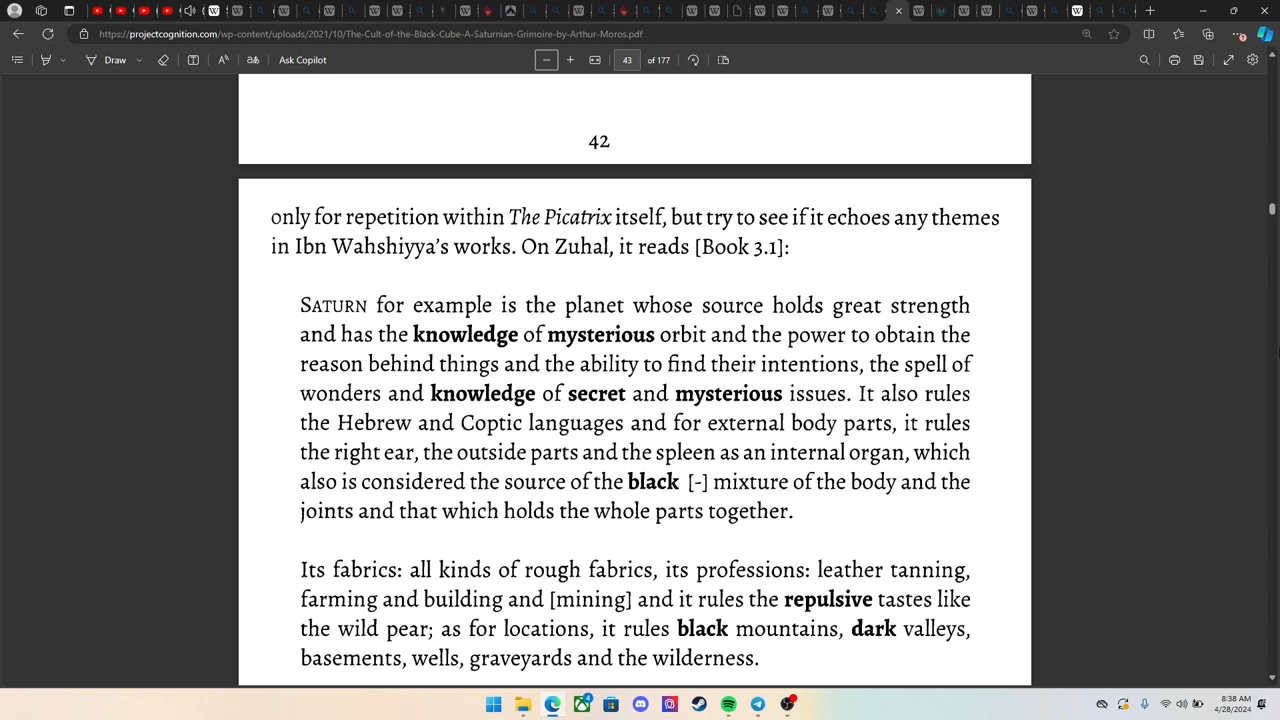 https://projectcognition.com/wp-content/uploads/2021/10/The-Cult-of-the-Black-Cube-A-Saturnian-Grimoire-by-Arthur-Moros.pdf
Draw
Ask Copilot
43 of 177
42
only for repetition within The Picatrix itself, but try to see if it echoes any themes
in Ibn Wahshiyya’s works. On Zuhal, it reads [Book 3.1]:
SATURN for example is the planet whose source holds great strength
and has the knowledge of mysterious orbit and the power to obtain the
reason behind things and the ability to find their intentions, the spell of
wonders and knowledge of secret and mysterious issues. It also rules
the Hebrew and Coptic languages and for external body parts, it rules
the right ear, the outside parts and the spleen as an internal organ, which
also is considered the source of the black [-] mixture of the body and the
joints and that which holds the whole parts together.
Its fabrics: all kinds of rough fabrics, its professions: leather tanning,
farming and building and [mining] and it rules the repulsive tastes like
the wild pear; as for locations, it rules black mountains, dark valleys,
basements, wells, graveyards and the wilderness.
4
8:38 AM
4/28/2024